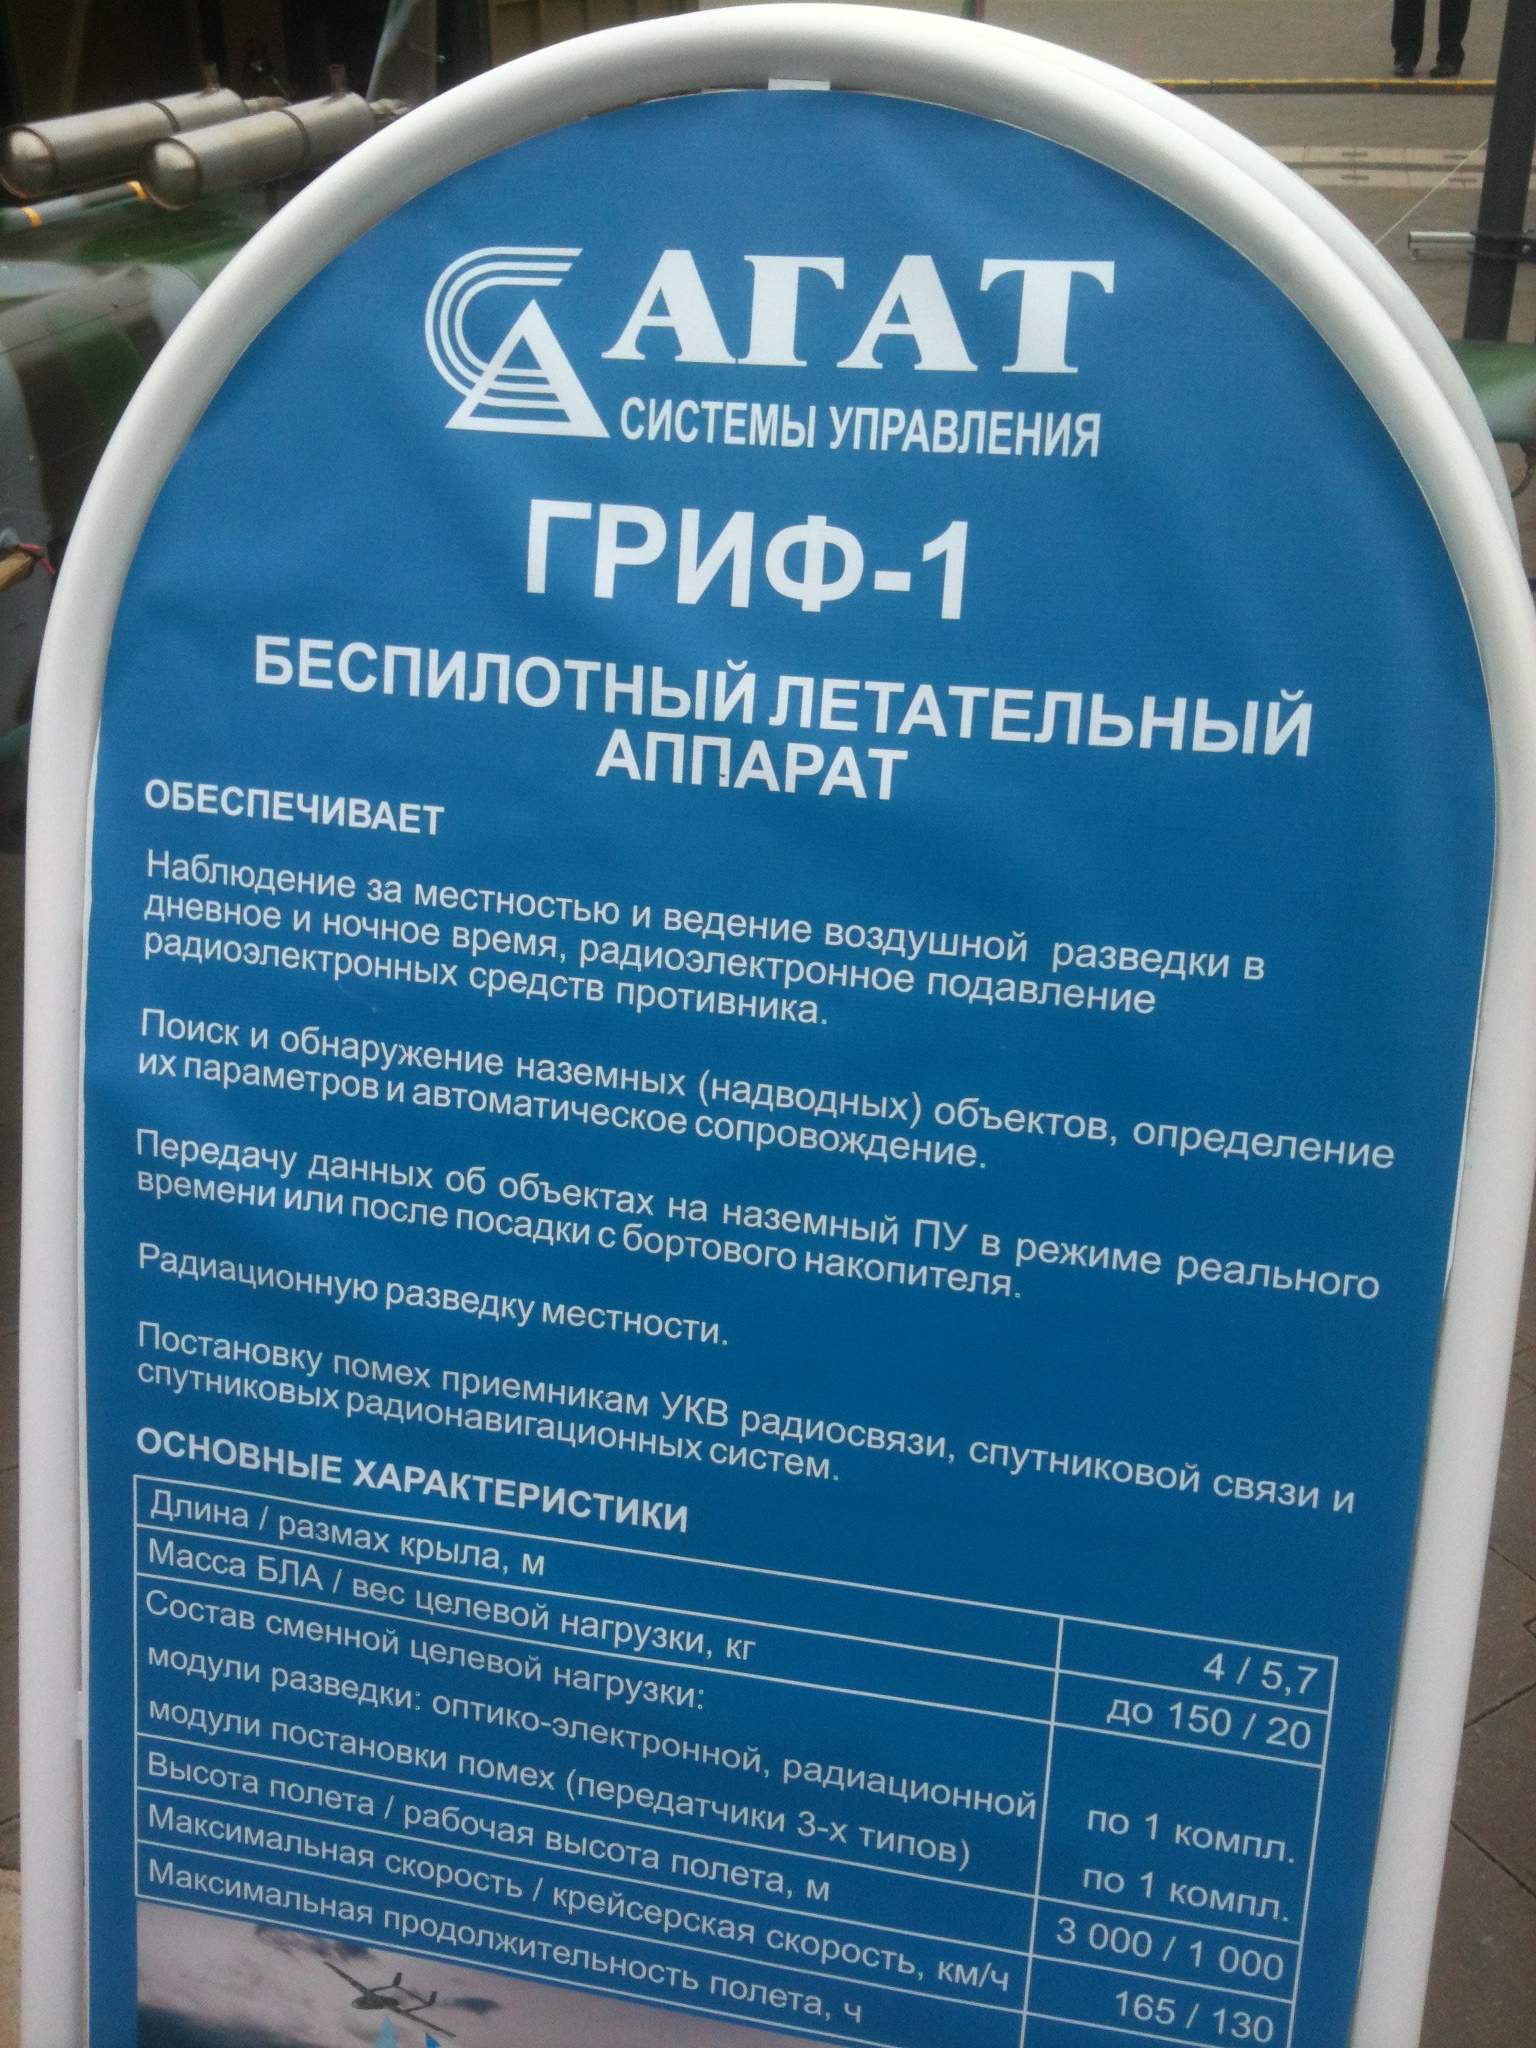 АГАТ
СИСТЕМЫ УПРАВЛЕНИЯ
ГРИФ-1
БЕСПИЛОТНЫЙ ЛЕТАТЕЛЬНЫЙ
АППАРАТ
ОБЕСПЕЧИВАЕТ
Наблюдение за местностью и ведение воздушной разведки в
дневное и ночное время, радиоэлектронное подавление
радиоэлектронных средств противника.
Поиск и обнаружение наземных (надводных) объектов, определение
их параметров и автоматическое сопровождение.
Передачу данных об объектах на наземный ПУ в режиме реального
времени или после посадки с бортового накопителя.
Радиационную разведку местности.
Постановку помех приемникам УКВ радиосвязи, спутниковой связи и
спутниковых радионавигационных систем.
ОСНОВНЫЕ ХАРАКТЕРИСТИКИ
Длина / размах крыла, м 4 / 5,7
Масса БЛА / вес целевой нагрузки, кг до 150 / 20
Состав сменной целевой нагрузки:
модули разведки: оптико-электронной, радиационной по 1 компл.
модули постановки помех (передатчики 3-х типов) по 1 компл.
Высота полета / рабочая высота полета, м 3 000 / 1 000
Максимальная скорость / крейсерская скорость, км/ч 165 / 130
Максимальная продолжительность полета, ч